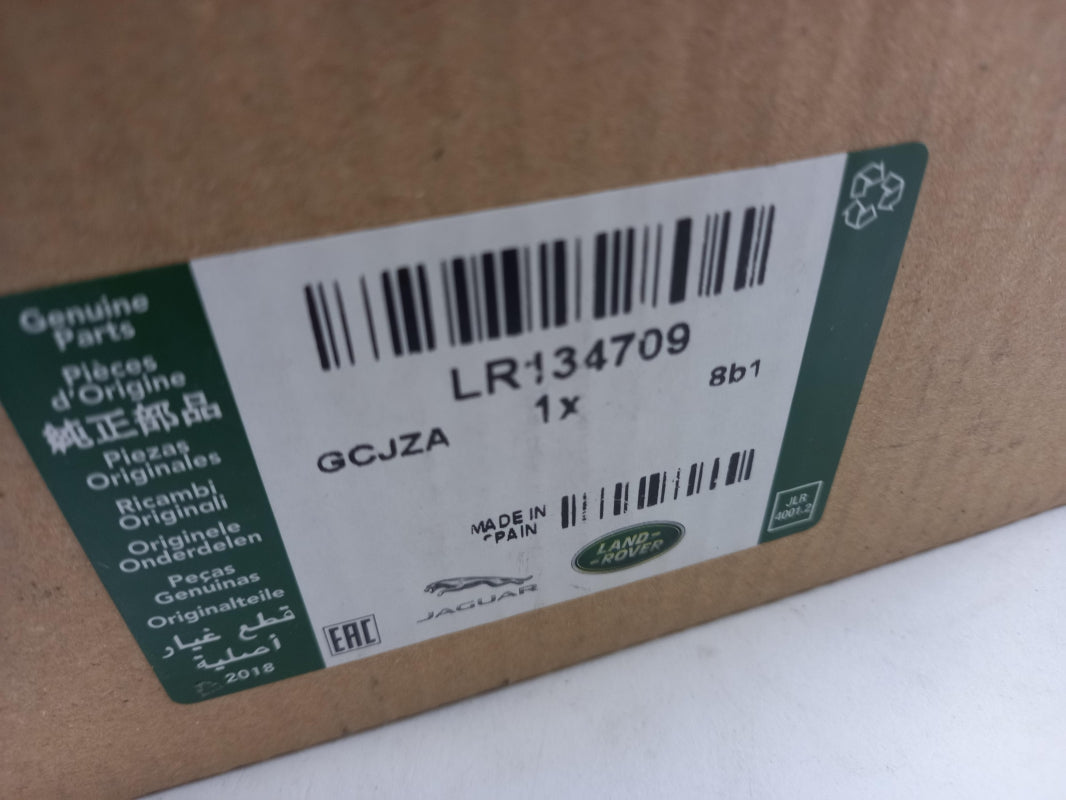 Genuine
Parts
Pièces
d'Origine
純正部品
Piezas
Originales
Ricambi
Originali
Originele
Onderdelen
Peças
Genuinas
Originalteile
قطع غيار
أصلية
2018
LR134709
1x
8b1
GCJZA
MADE IN
SPAIN
LAND-
-ROVER
JAGUAR
EAC
JLR
4001.2